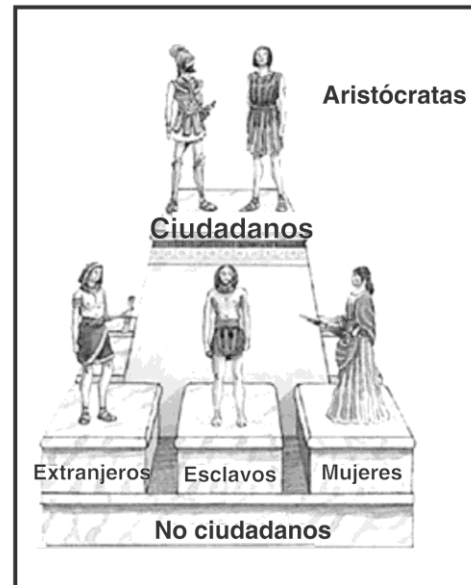 Aristócratas
Ciudadanos
Extranjeros Esclavos Mujeres
No ciudadanos